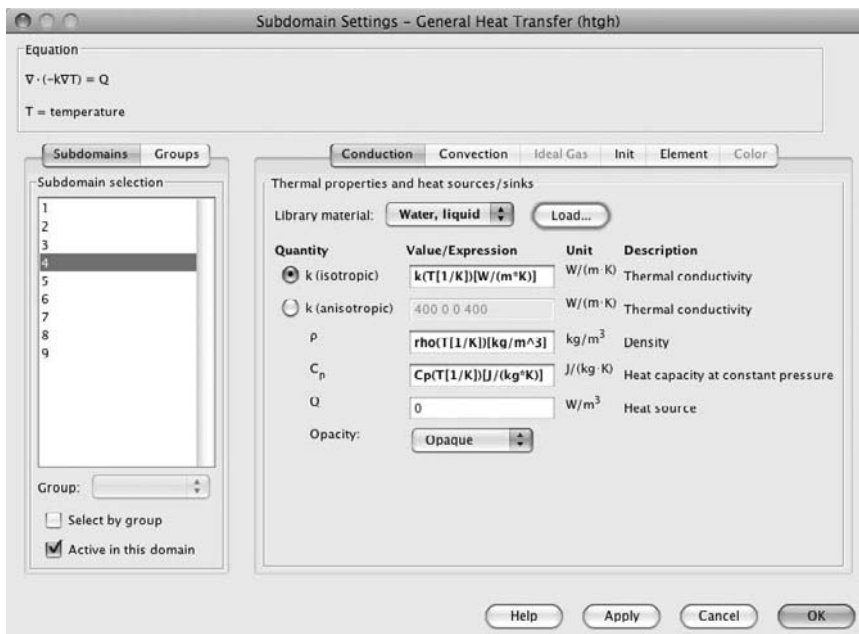 Subdomain Settings – General Heat Transfer (htgh)
Equation
∇·(-k∇T) = Q
T = temperature
Subdomains Groups
Subdomain selection
1
2
3
4
5
6
7
8
9
Group:
Select by group
Active in this domain
Conduction Convection Ideal Gas Init Element Color
Thermal properties and heat sources/sinks
Library material: Water, liquid Load...
Quantity Value/Expression Unit Description
k (isotropic) k(T[1/K])[W/(m*K)] W/(m·K) Thermal conductivity
k (anisotropic) 400 0 0 400 W/(m·K) Thermal conductivity
ρ rho(T[1/K])[kg/m^3] kg/m³ Density
Cₚ Cp(T[1/K])[J/(kg*K)] J/(kg·K) Heat capacity at constant pressure
Q 0 W/m³ Heat source
Opacity: Opaque
Help Apply Cancel OK